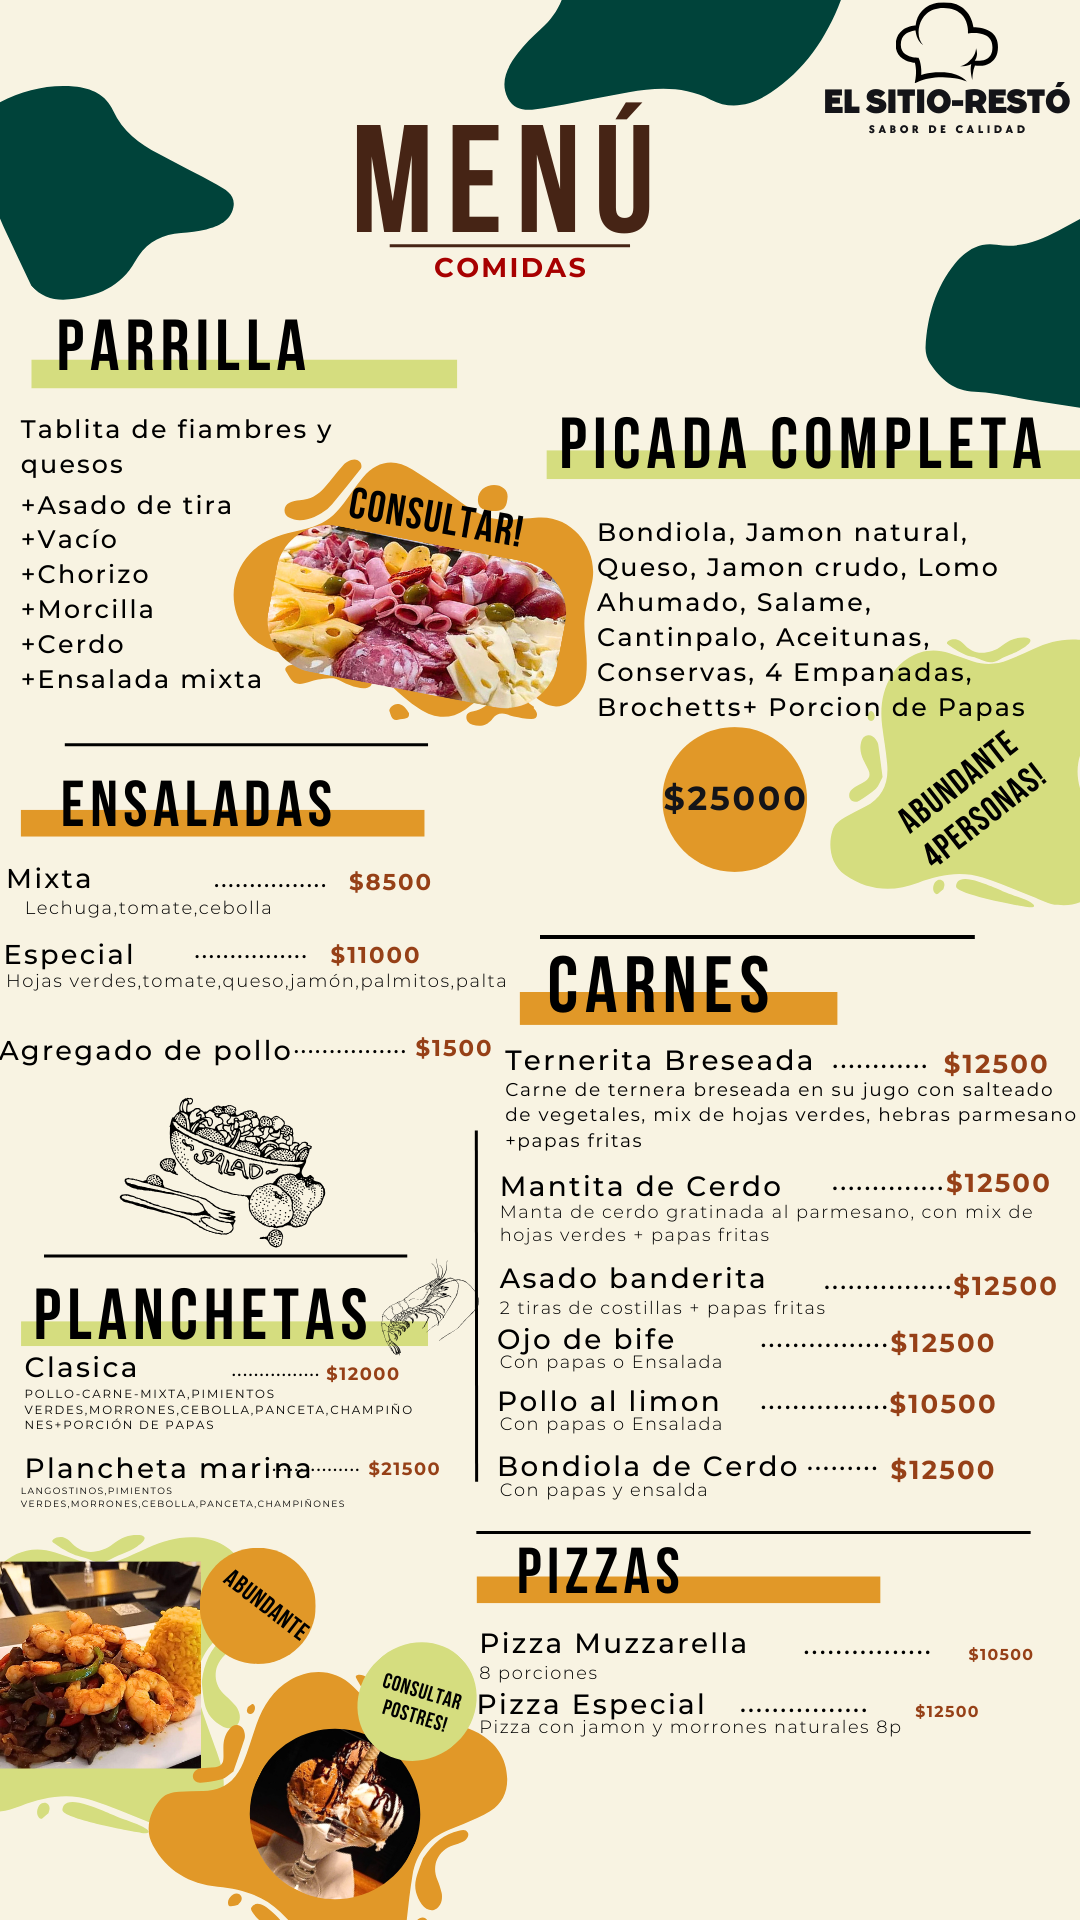 EL SITIO-RESTÓ
SABOR DE CALIDAD
MENÚ
COMIDAS
PARRILLA
Tablita de fiambres y
quesos
+Asado de tira
+Vacío
+Chorizo
+Morcilla
+Cerdo
+Ensalada mixta
CONSULTAR!
PICADA COMPLETA
Bondiola, Jamon natural,
Queso, Jamon crudo, Lomo
Ahumado, Salame,
Cantinpalo, Aceitunas,
Conservas, 4 Empanadas,
Brochetts+ Porcion de Papas
$25000
ABUNDANTE
4PERSONAS!
ENSALADAS
Mixta ................ $8500
Lechuga,tomate,cebolla
Especial ................ $11000
Hojas verdes,tomate,queso,jamón,palmitos,palta
Agregado de pollo................ $1500
SALAD
PLANCHETAS
Clasica ................ $12000
POLLO-CARNE-MIXTA,PIMIENTOS
VERDES,MORRONES,CEBOLLA,PANCETA,CHAMPIÑO
NES+PORCIÓN DE PAPAS
Plancheta marina ................ $21500
LANGOSTINOS,PIMIENTOS
VERDES,MORRONES,CEBOLLA,PANCETA,CHAMPIÑONES
ABUNDANTE
CONSULTAR
POSTRES!
CARNES
Ternerita Breseada ............ $12500
Carne de ternera breseada en su jugo con salteado
de vegetales, mix de hojas verdes, hebras parmesano
+papas fritas
Mantita de Cerdo ..............$12500
Manta de cerdo gratinada al parmesano, con mix de
hojas verdes + papas fritas
Asado banderita ................$12500
2 tiras de costillas + papas fritas
Ojo de bife ................$12500
Con papas o Ensalada
Pollo al limon ................$10500
Con papas o Ensalada
Bondiola de Cerdo ......... $12500
Con papas y ensalda
PIZZAS
Pizza Muzzarella ................ $10500
8 porciones
Pizza Especial ................ $12500
Pizza con jamon y morrones naturales 8p